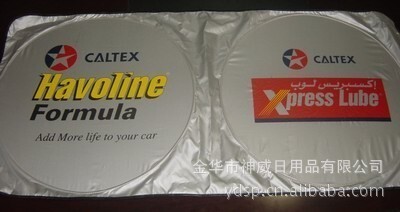 CALTEX
Havoline
Formula
Add More life to your car
CALTEX
إكسبريس لوب
Xpress Lube
金华市神威日用品有限公司
ydsp.cn.alibaba.com